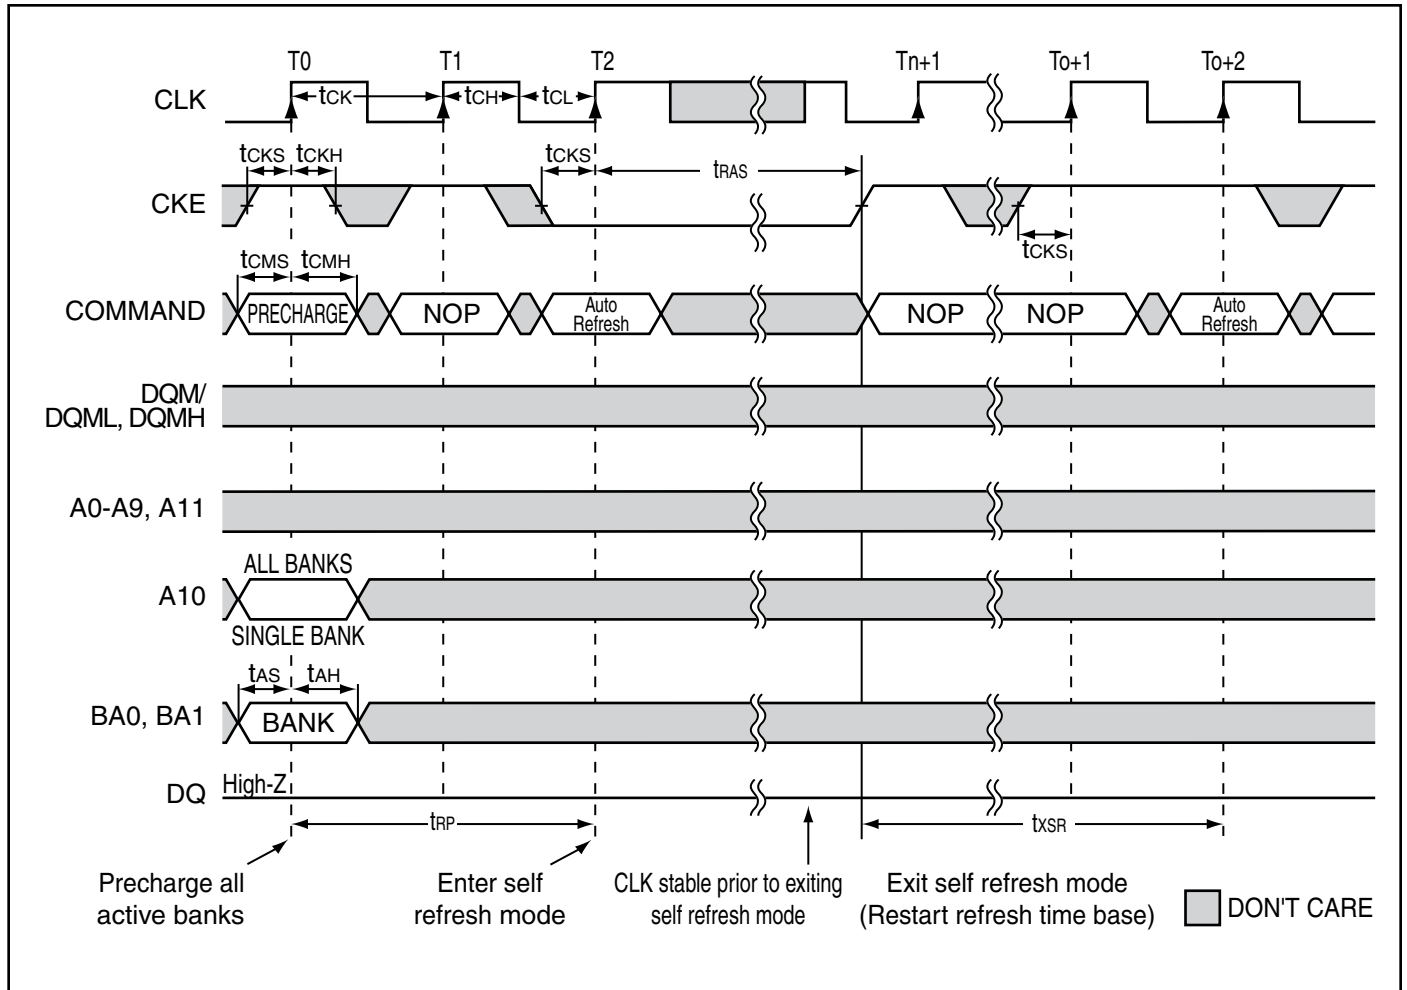 T0 T1 T2 Tn+1 To+1 To+2
CLK tCK tCH tCL
tCKS tCKH tCKS tRAS
CKE
tCKS
tCMS tCMH
COMMAND PRECHARGE NOP Auto Refresh NOP NOP Auto Refresh
DQM/
DQML, DQMH
A0-A9, A11
ALL BANKS
A10
SINGLE BANK
tAS tAH
BA0, BA1 BANK
DQ High-Z
tRP tXSR
Precharge all
active banks
Enter self
refresh mode
CLK stable prior to exiting
self refresh mode
Exit self refresh mode
(Restart refresh time base)
DON'T CARE